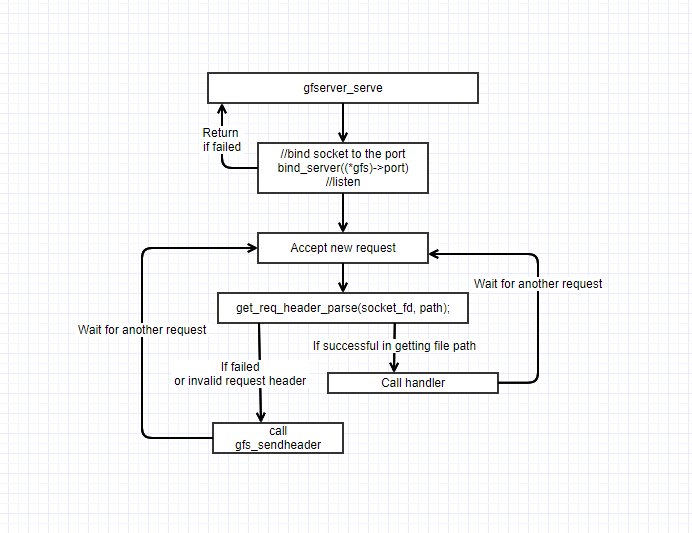 gfserver_serve
Return
if failed
//bind socket to the port
bind_server((*gfs)->port)
//listen
Accept new request
Wait for another request
get_req_header_parse(socket_fd, path);
Wait for another request
If successful in getting file path
If failed
or invalid request header
Call handler
call
gfs_sendheader